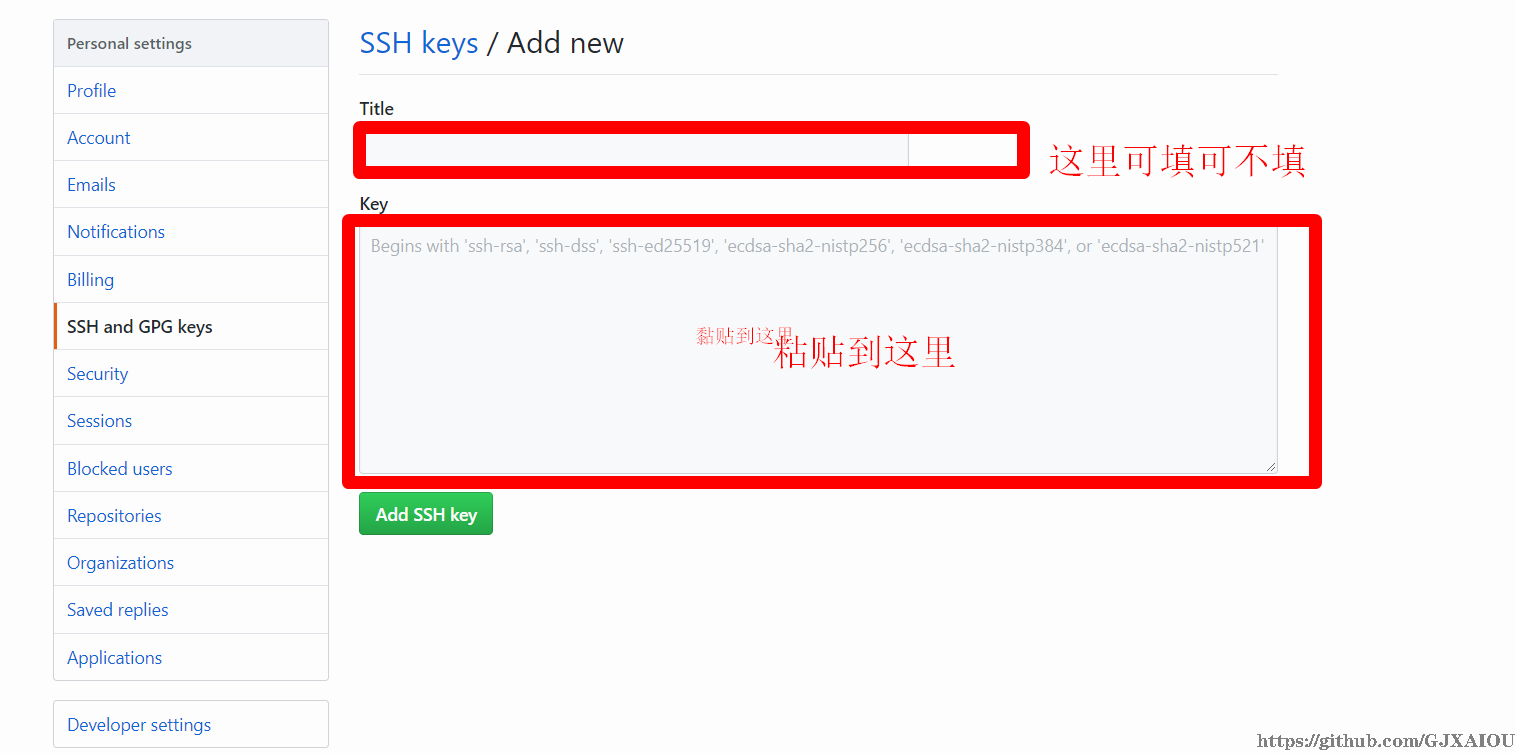 Personal settings
Profile
Account
Emails
Notifications
Billing
SSH and GPG keys
Security
Sessions
Blocked users
Repositories
Organizations
Saved replies
Applications
Developer settings
SSH keys / Add new
Title
这里可填可不填
Key
Begins with 'ssh-rsa', 'ssh-dss', 'ssh-ed25519', 'ecdsa-sha2-nistp256', 'ecdsa-sha2-nistp384', or 'ecdsa-sha2-nistp521'
黏贴到这里
粘贴到这里
Add SSH key
https://github.com/GJXAIOU